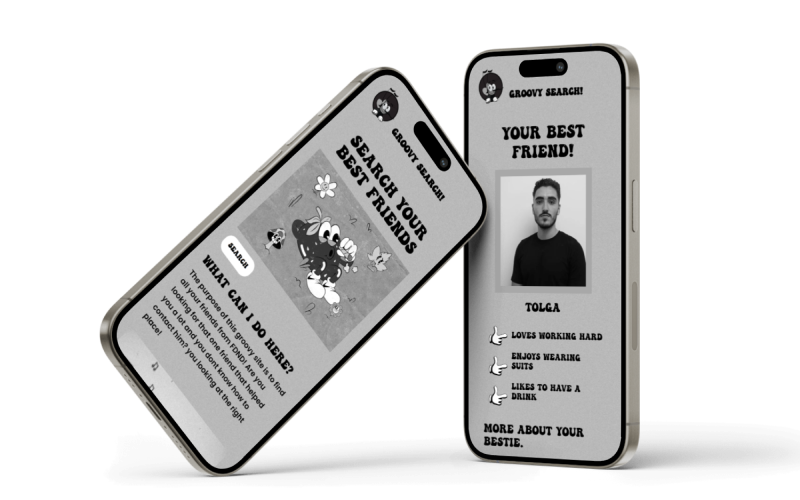 GROOVY SEARCH!
SEARCH YOUR
BEST FRIENDS
SEARCH
WHAT CAN I DO HERE?
The purpose of this groovy site is to find
all your friends from FDND! Are you
looking for that one friend that helped
you a lot and you dont know how to
contact him? you looking at the right
place!
GROOVY SEARCH!
YOUR BEST
FRIEND!
TOLGA
LOVES WORKING HARD
ENJOYS WEARING
SUITS
LIKES TO HAVE A
DRINK
MORE ABOUT YOUR
BESTIE.